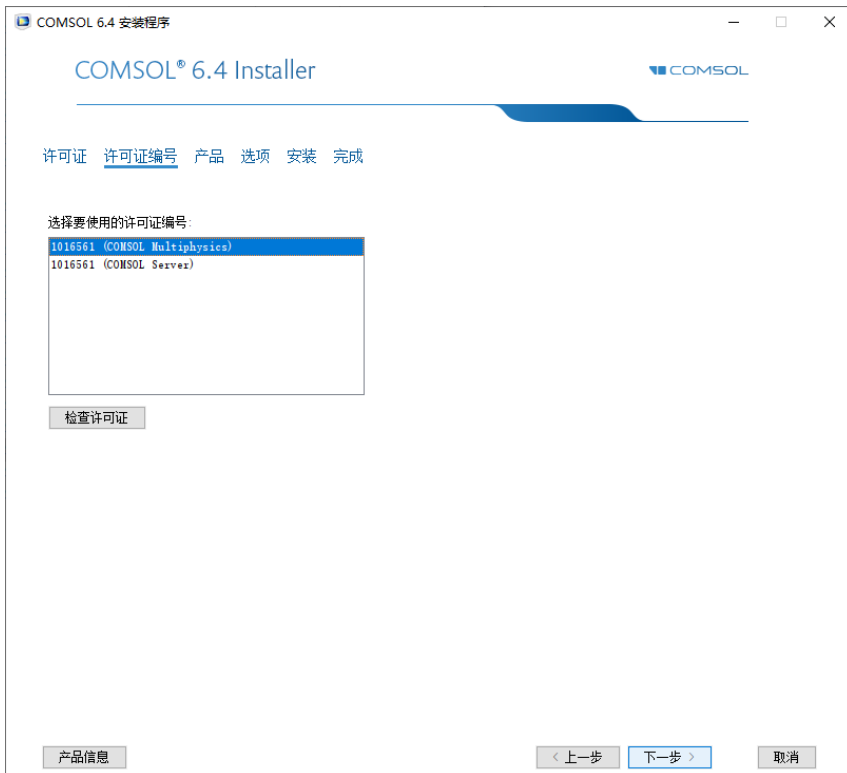 COMSOL 6.4 安装程序
COMSOL® 6.4 Installer
COMSOL
许可证 许可证编号 产品 选项 安装 完成
选择要使用的许可证编号:
1016561 (COMSOL Multiphysics)
1016561 (COMSOL Server)
检查许可证
产品信息
< 上一步
下一步 >
取消